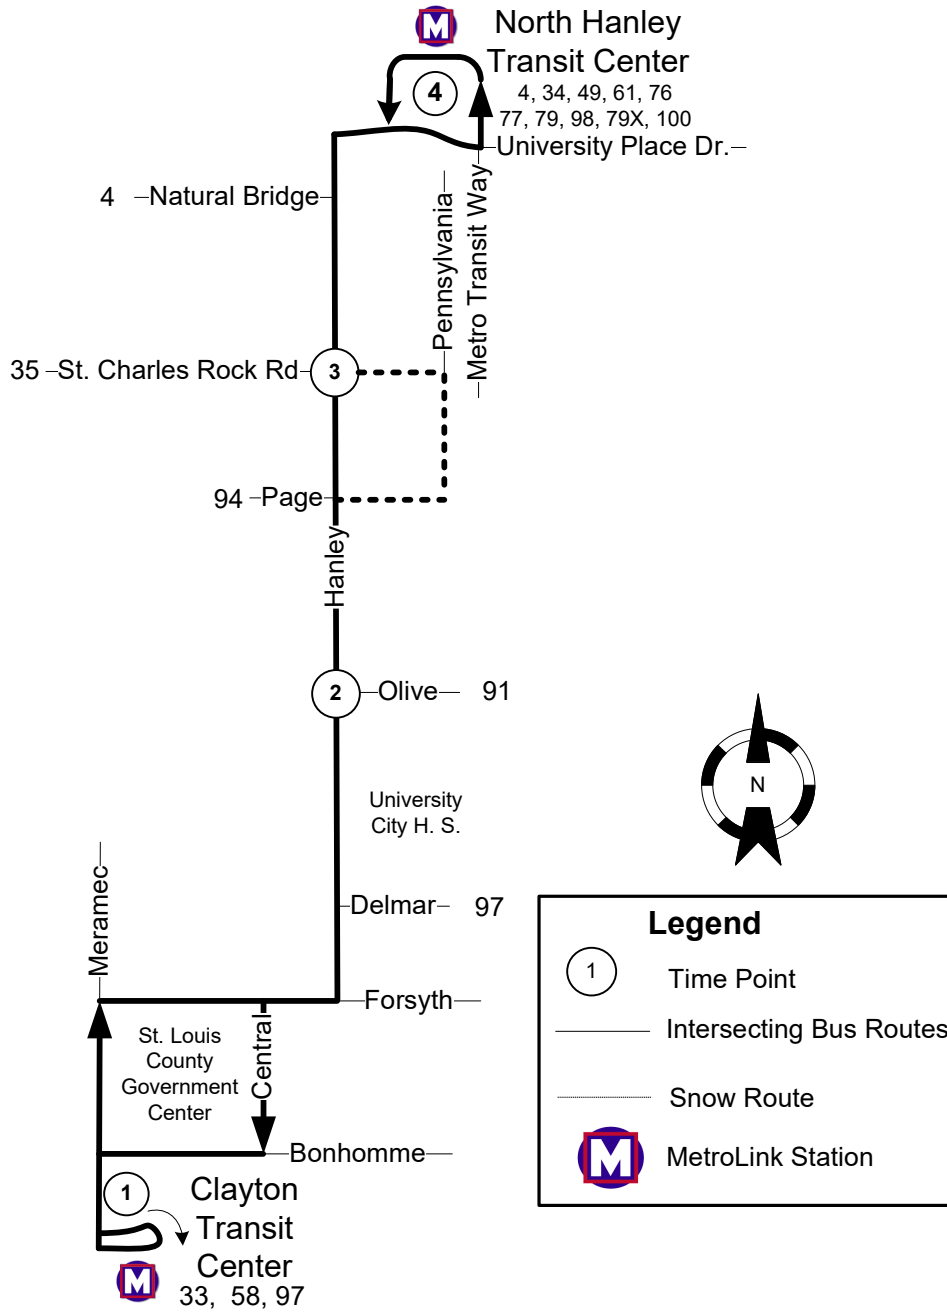 M
North Hanley
Transit Center
4
4, 34, 49, 61, 76
77, 79, 98, 79X, 100
University Place Dr.
4 Natural Bridge
Pennsylvania
Metro Transit Way
35 St. Charles Rock Rd
3
94 Page
Hanley
2
Olive 91
University
City H. S.
N
Delmar 97
Meramec
Forsyth
St. Louis
County
Government
Center
Central
Bonhomme
1
Clayton
Transit
Center
M
33, 58, 97
Legend
1
Time Point
Intersecting Bus Routes
Snow Route
M
MetroLink Station